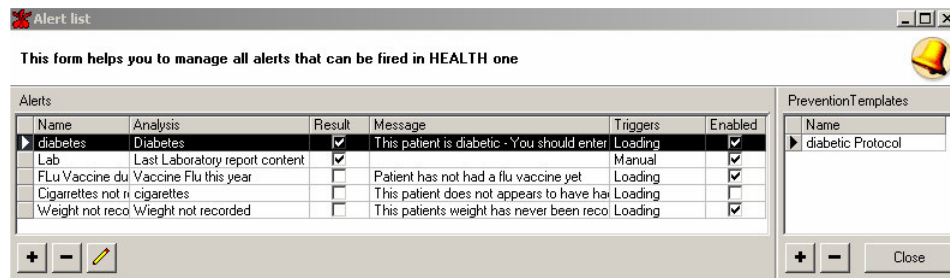 Alert list
This form helps you to manage all alerts that can be fired in HEALTH one
Alerts PreventionTemplates
Name Analysis Result Message Triggers Enabled Name
diabetes Diabetes This patient is diabetic - You should enter Loading diabetic Protocol
Lab Last Laboratory report content Manual
FLu Vaccine du Vaccine Flu this year Patient has not had a flu vaccine yet Loading
Cigarrettes not r cigarettes This patient does not appears to have ha Loading
Weight not reco Wieght not recorded This patients weight has never been reco Loading
Close